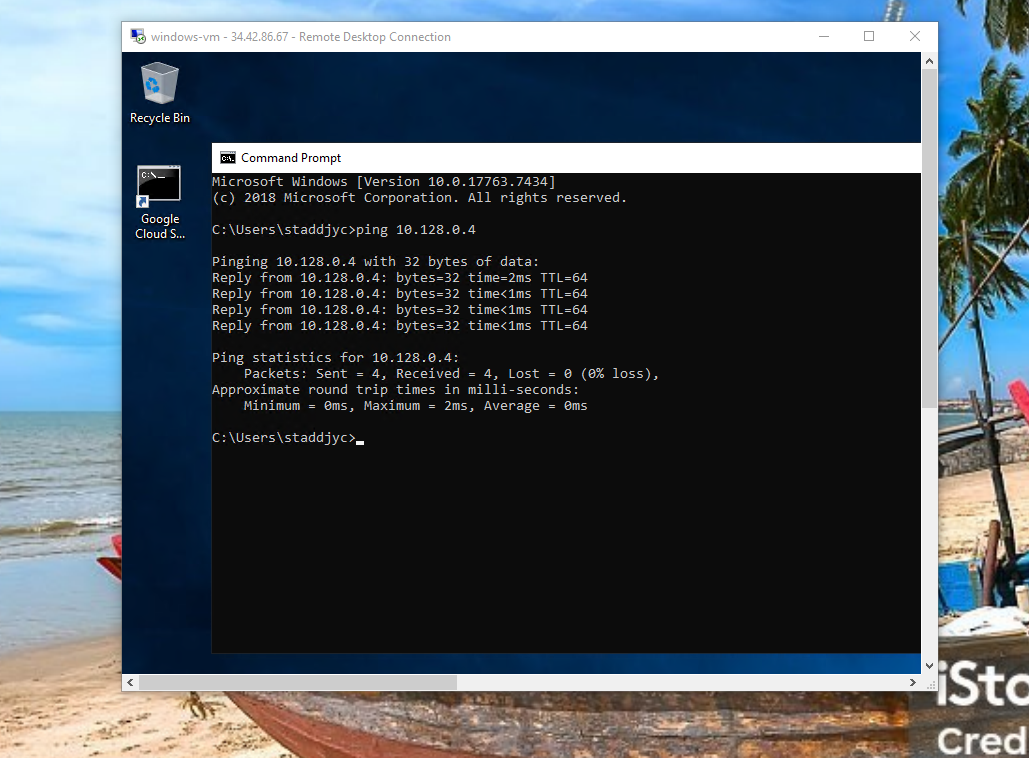 windows-vm - 34.42.86.67 - Remote Desktop Connection
Recycle Bin
Command Prompt
Microsoft Windows [Version 10.0.17763.7434]
(c) 2018 Microsoft Corporation. All rights reserved.
C:\Users\staddjyc>ping 10.128.0.4
Pinging 10.128.0.4 with 32 bytes of data:
Reply from 10.128.0.4: bytes=32 time=2ms TTL=64
Reply from 10.128.0.4: bytes=32 time<1ms TTL=64
Reply from 10.128.0.4: bytes=32 time<1ms TTL=64
Reply from 10.128.0.4: bytes=32 time<1ms TTL=64
Ping statistics for 10.128.0.4:
Packets: Sent = 4, Received = 4, Lost = 0 (0% loss),
Approximate round trip times in milli-seconds:
Minimum = 0ms, Maximum = 2ms, Average = 0ms
C:\Users\staddjyc>
C:\
Google
Cloud S...
iSto
Cred